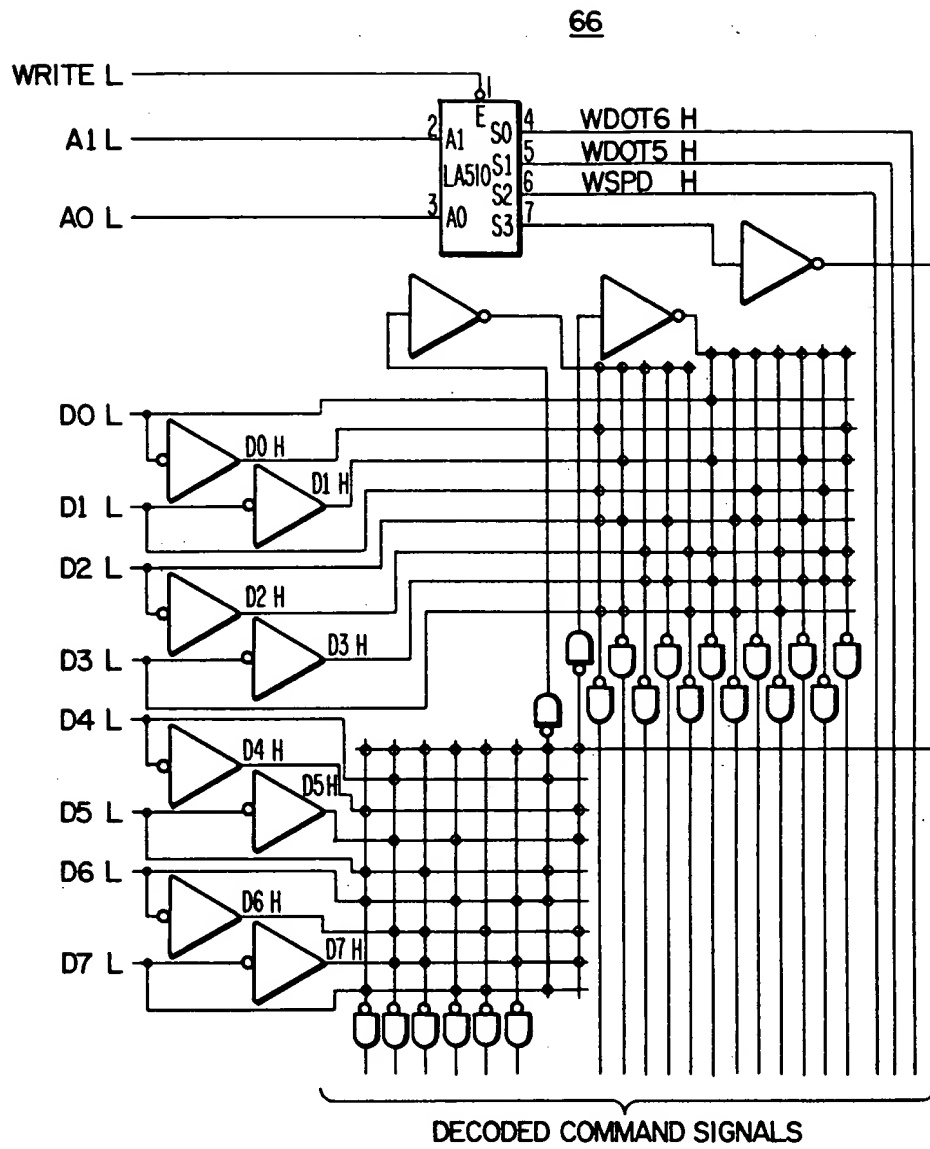 66
WRITE L
1
E
2 A1 S0 4 WDOT6 H
A1 L
LA510 S1 5 WDOT5 H
S2 6 WSPD H
A0 L
3 A0 S3 7
D0 L
D0 H
D1 H
D1 L
D2 L
D2 H
D3 H
D3 L
D4 L
D4 H
D5 H
D5 L
D6 L
D6 H
D7 H
D7 L
DECODED COMMAND SIGNALS